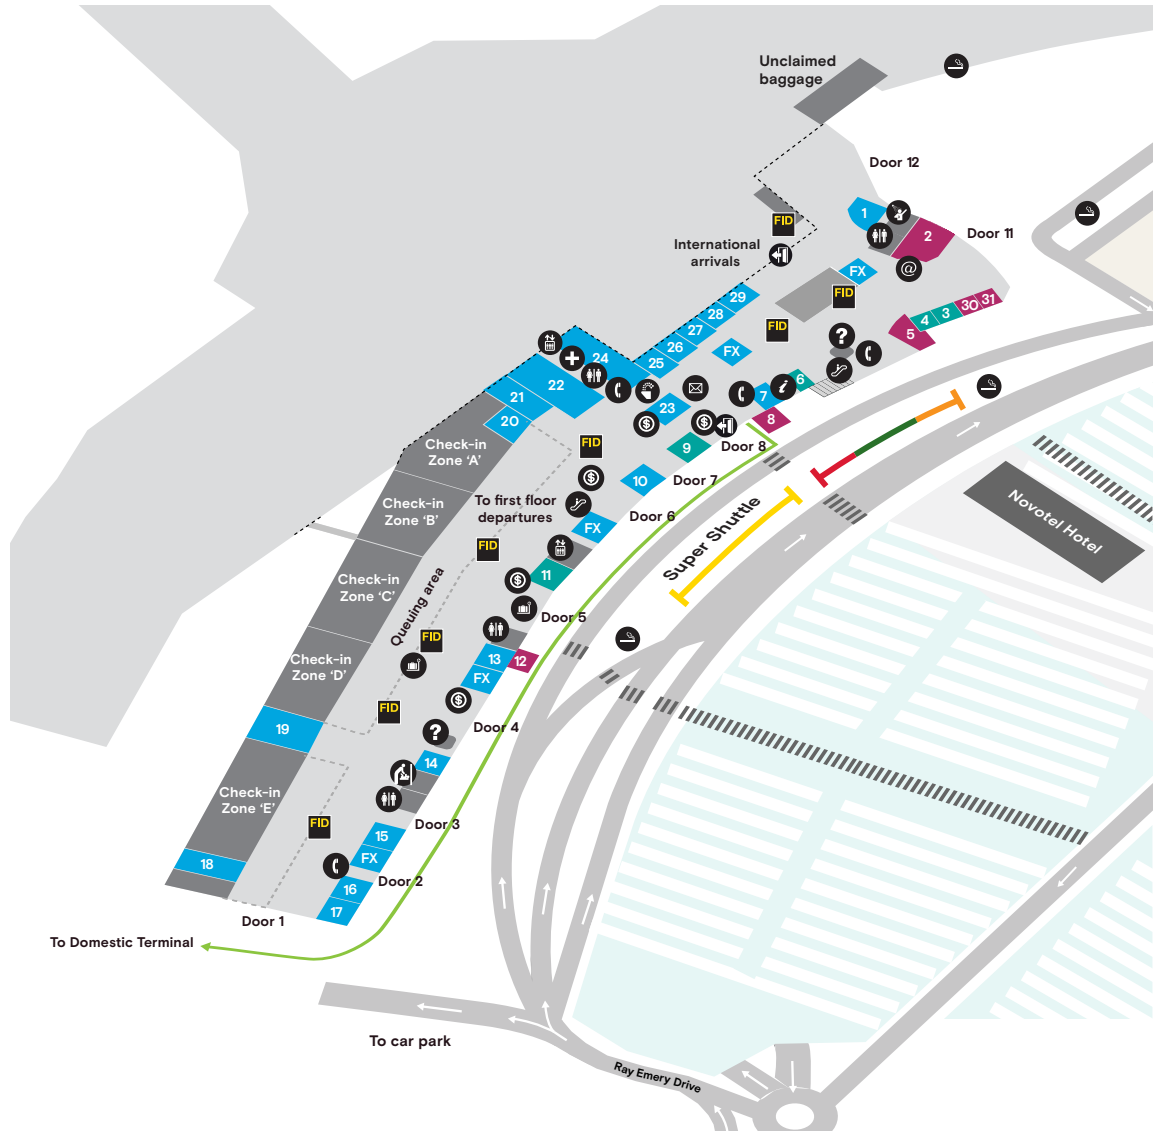 Unclaimed
baggage
Door 12
1
2
Door 11
FID
International
arrivals
@
FX
FID
29
28
27
26
25
FX
FID
?
4
3
30
31
5
24
22
21
20
23
7
i
6
8
9
Door 8
$
$
FID
10
Door 7
$
To first floor
departures
Door 6
FX
FID
11
$
Door 5
Check-in
Zone 'A'
Check-in
Zone 'B'
Check-in
Zone 'C'
Check-in
Zone 'D'
Queuing area
FID
13
12
FX
$
Door 4
FID
?
19
14
Check-in
Zone 'E'
Door 3
FID
15
FX
Door 2
18
16
17
Door 1
To Domestic Terminal
Super Shuttle
Novotel Hotel
To car park
Ray Emery Drive